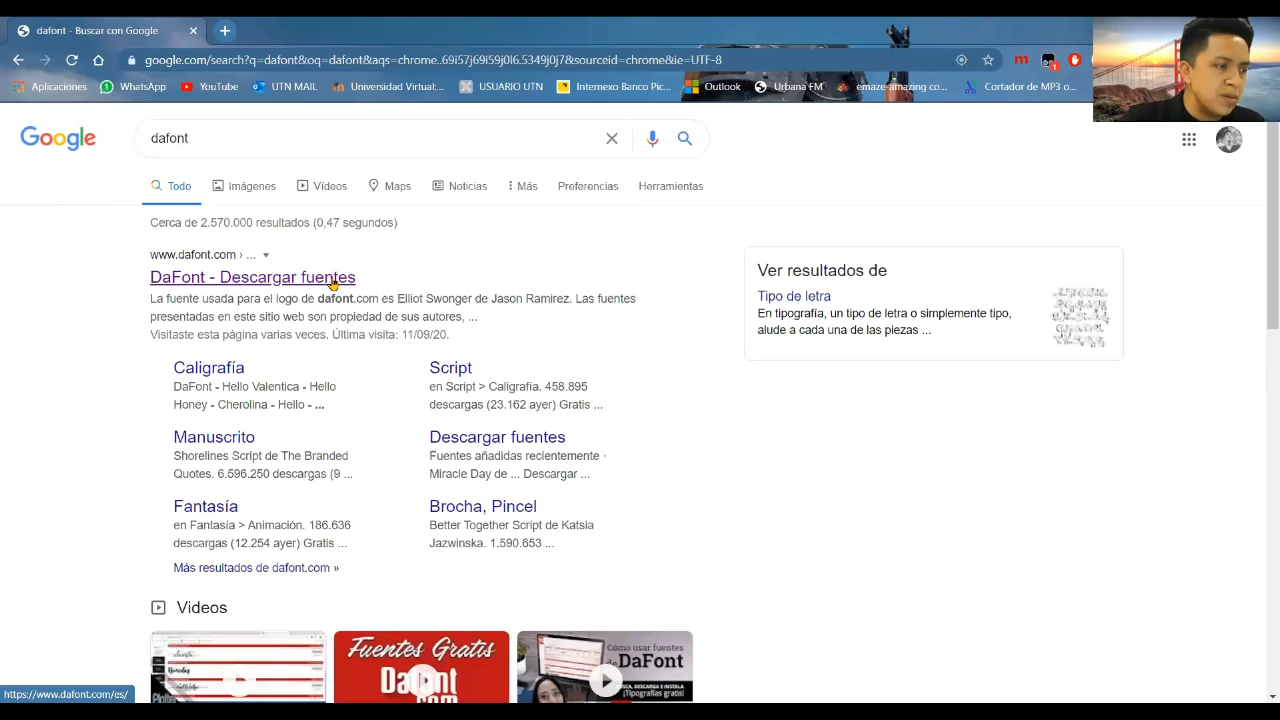 dafont - Buscar con Google
google.com/search?q=dafont&oq=dafont&aqs=chrome..69i57j69i59j0l6.5349j0j7&sourceid=chrome&ie=UTF-8
Aplicaciones WhatsApp YouTube UTN MAIL Universidad Virtual:... USUARIO UTN Internexo Banco Pic... Outlook Urbana FM emaze-amazing co... Cortador de MP3 o...
Google
dafont
Todo Imágenes Vídeos Maps Noticias Más Preferencias Herramientas
Cerca de 2.570.000 resultados (0,47 segundos)
www.dafont.com › ...
DaFont - Descargar fuentes
La fuente usada para el logo de dafont.com es Elliot Swonger de Jason Ramirez. Las fuentes
presentadas en este sitio web son propiedad de sus autores, ...
Visitaste esta página varias veces. Última visita: 11/09/20.
Caligrafía
DaFont - Hello Valentica - Hello
Honey - Cherolina - Hello - ...
Script
en Script > Caligrafía. 458.895
descargas (23.162 ayer) Gratis ...
Manuscrito
Shorelines Script de The Branded
Quotes. 6.596.250 descargas (9 ...
Descargar fuentes
Fuentes añadidas recientemente ·
Miracle Day de ... Descargar ...
Fantasía
en Fantasía > Animación. 186.636
descargas (12.254 ayer) Gratis ...
Brocha, Pincel
Better Together Script de Katsia
Jazwinska. 1.590.653 ...
Más resultados de dafont.com »
Ver resultados de
Tipo de letra
En tipografía, un tipo de letra o simplemente tipo,
alude a cada una de las piezas ...
Videos
Fuentes Gratis
Dafont
.com
Cómo usar fuentes
de DaFont
BUSCA, DESCARGA E INSTALA
¡Tipografías gratis!
https://www.dafont.com/es/